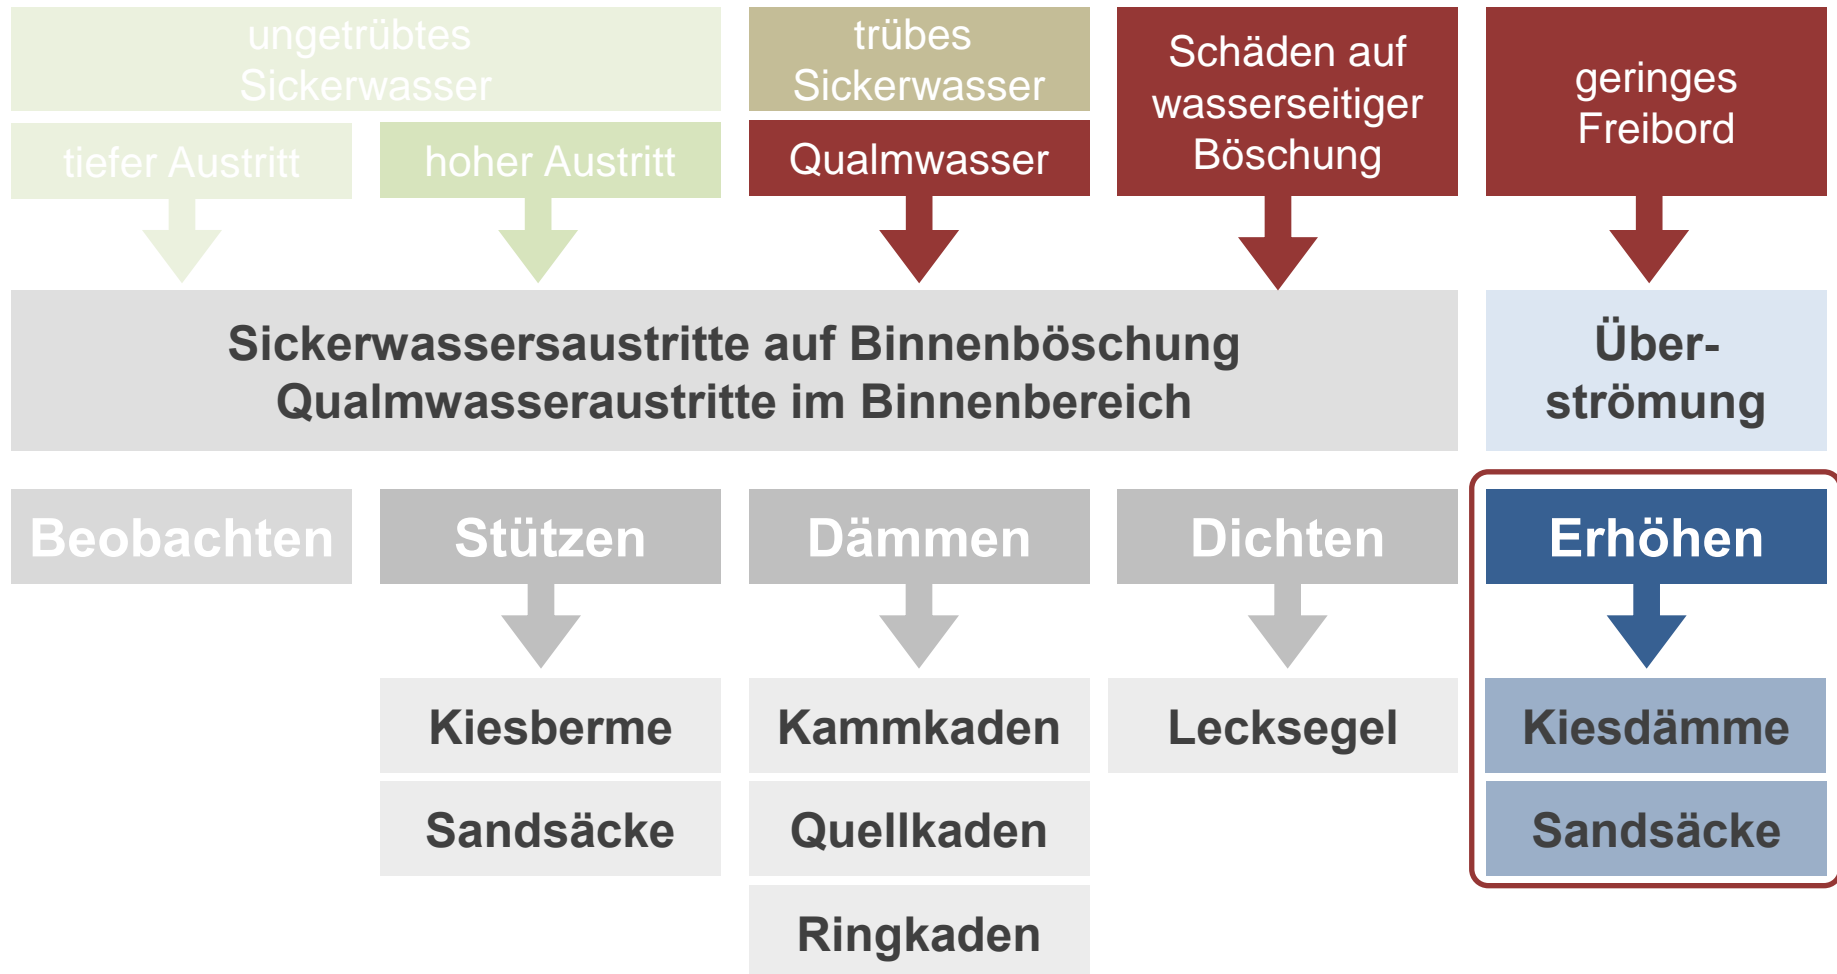 ungetrübtes
Sickerwasser
trübes
Sickerwasser
Schäden auf
wasserseitiger
Böschung
geringes
Freibord
tiefer Austritt
hoher Austritt
Qualmwasser
Sickerwassersaustritte auf Binnenböschung
Qualmwasseraustritte im Binnenbereich
Über-
strömung
Beobachten
Stützen
Dämmen
Dichten
Erhöhen
Kiesberme
Kammkaden
Lecksegel
Kiesdämme
Sandsäcke
Quellkaden
Sandsäcke
Ringkaden